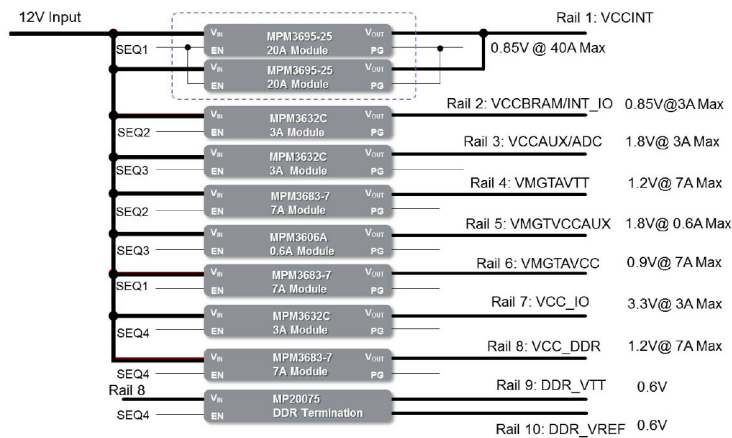 12V Input
Rail 1: VCCINT
VIN MPM3695-25 VOUT
SEQ1 EN 20A Module PG 0.85V @ 40A Max
VIN MPM3695-25 VOUT
EN 20A Module PG
Rail 2: VCCBRAM/INT_IO 0.85V@3A Max
VIN MPM3632C VOUT
SEQ2 EN 3A Module PG
Rail 3: VCCAUX/ADC 1.8V@ 3A Max
VIN MPM3632C VOUT
SEQ3 EN 3A Module PG
Rail 4: VMGTAVTT 1.2V@ 7A Max
VIN MPM3683-7 VOUT
SEQ2 EN 7A Module PG
Rail 5: VMGTVCCAUX 1.8V@ 0.6A Max
VIN MPM3606A VOUT
SEQ3 EN 0.6A Module PG
Rail 6: VMGTAVCC 0.9V@ 7A Max
VIN MPM3683-7 VOUT
SEQ1 EN 7A Module PG
Rail 7: VCC_IO 3.3V@ 3A Max
VIN MPM3632C VOUT
SEQ4 EN 3A Module PG
Rail 8: VCC_DDR 1.2V@ 7A Max
VIN MPM3683-7 VOUT
SEQ4 EN 7A Module PG
Rail 8
Rail 9: DDR_VTT 0.6V
VIN MP20075
SEQ4 EN DDR Termination
Rail 10: DDR_VREF 0.6V